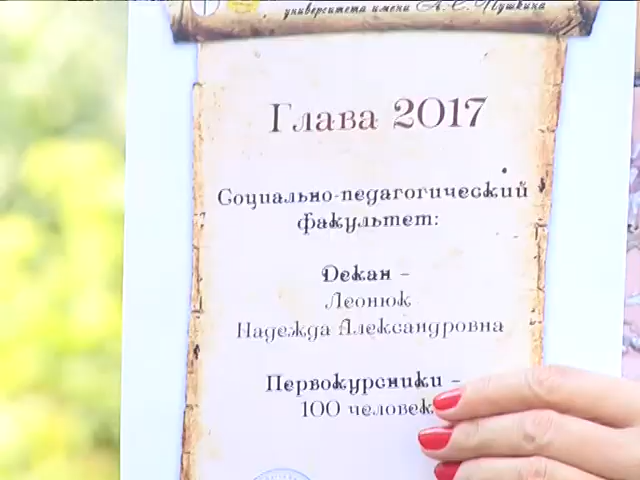 университета имени А.С. Пушкина
Глава 2017
Социально-педагогический
факультет:
Декан –
Леонюк
Надежда Александровна
Первокурсники –
100 человек